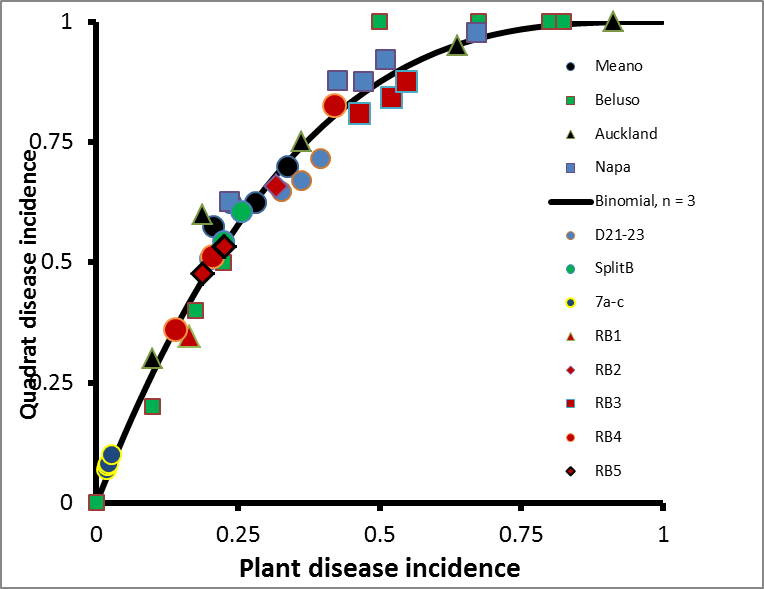 1
0.75
0.5
0.25
0
Quadrat disease incidence
0
0.25
0.5
0.75
1
Plant disease incidence
Meano
Beluso
Auckland
Napa
Binomial, n = 3
D21-23
SplitB
7a-c
RB1
RB2
RB3
RB4
RB5